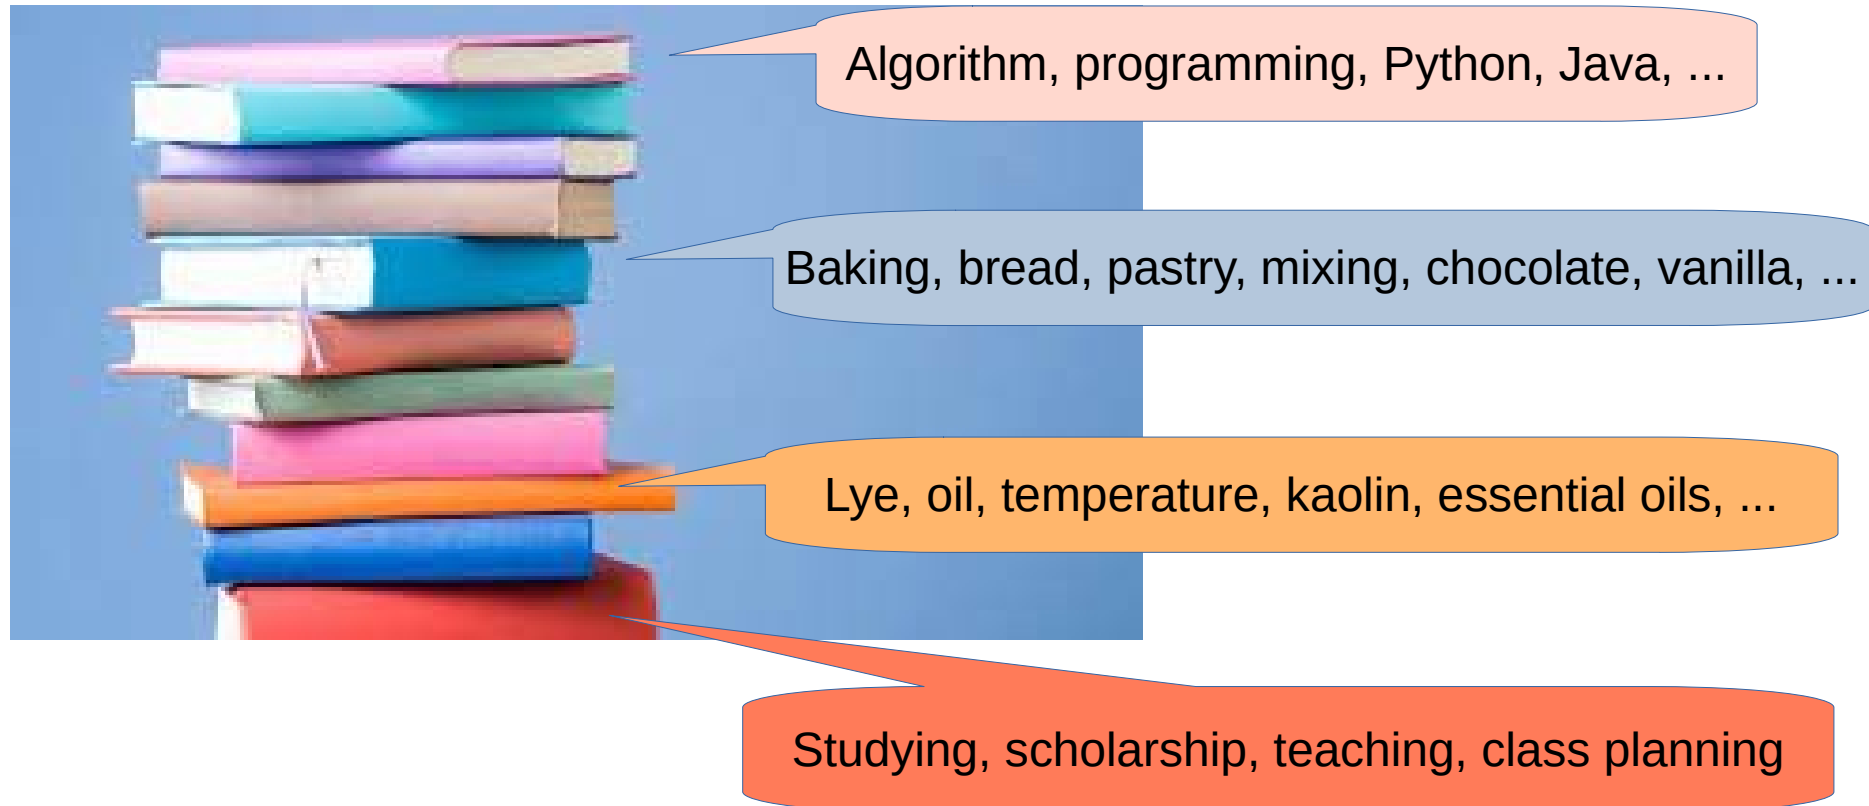 Algorithm, programming, Python, Java, ...
Baking, bread, pastry, mixing, chocolate, vanilla, ...
Lye, oil, temperature, kaolin, essential oils, ...
Studying, scholarship, teaching, class planning